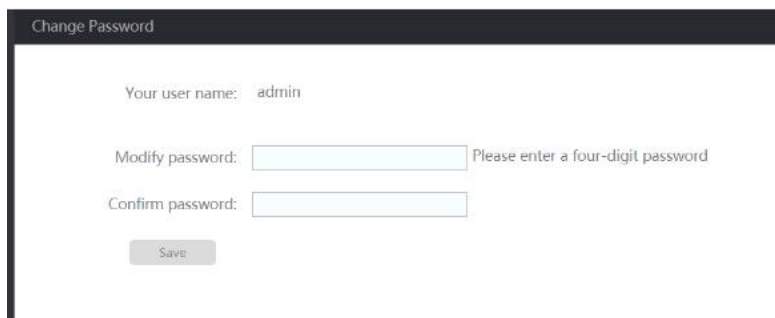 Change Password
Your user name: admin
Modify password: Please enter a four-digit password
Confirm password:
Save